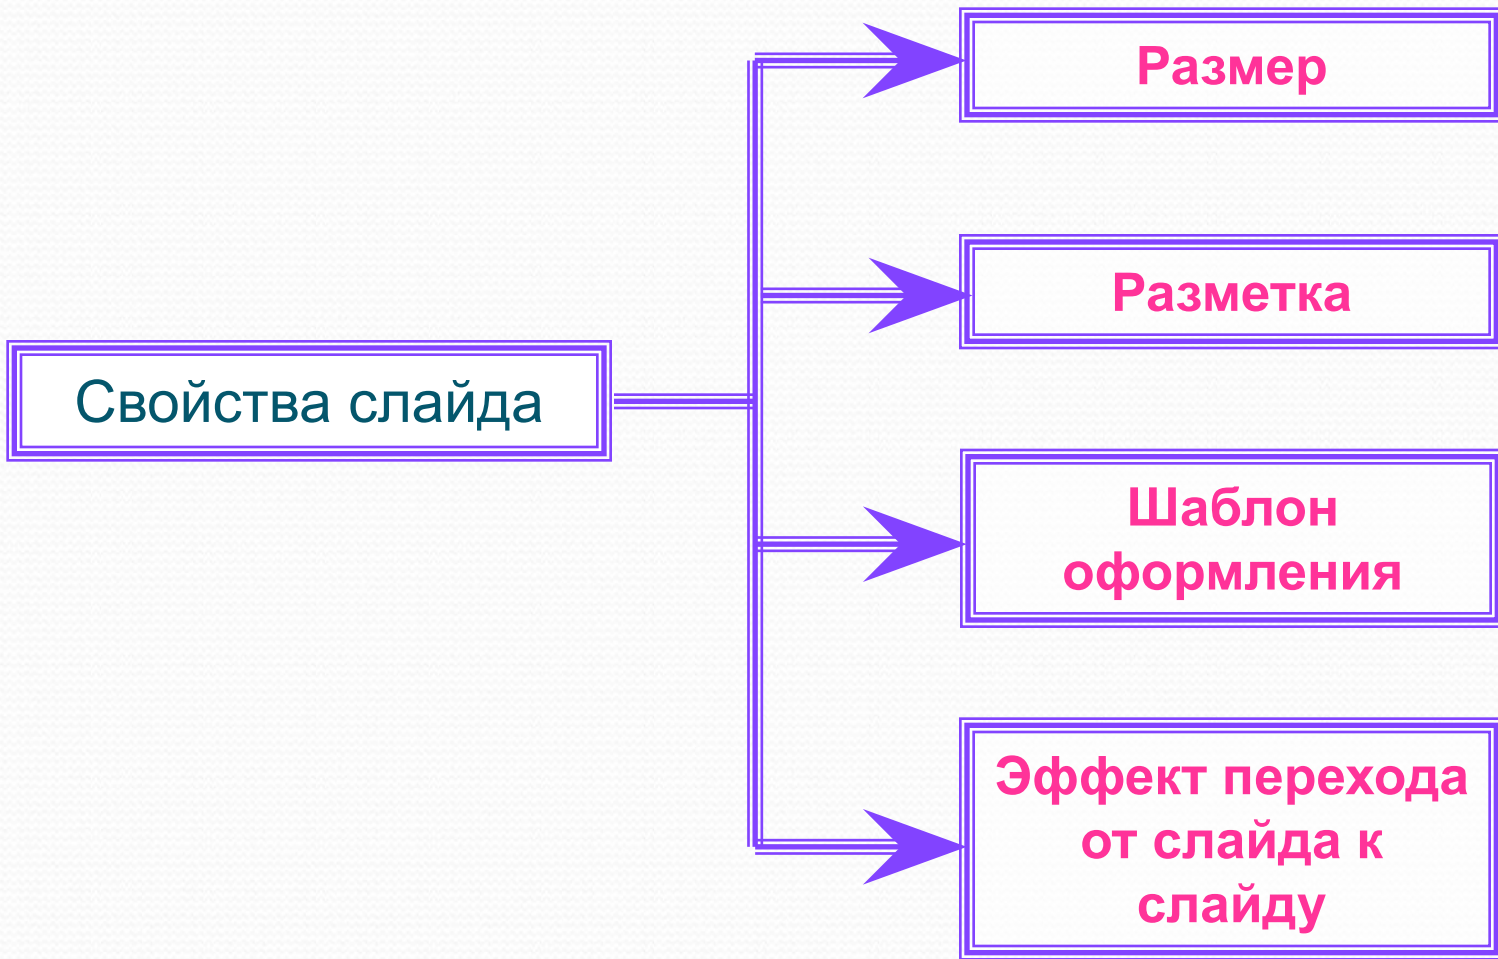 Размер
Разметка
Свойства слайда
Шаблон
оформления
Эффект перехода
от слайда к
слайду